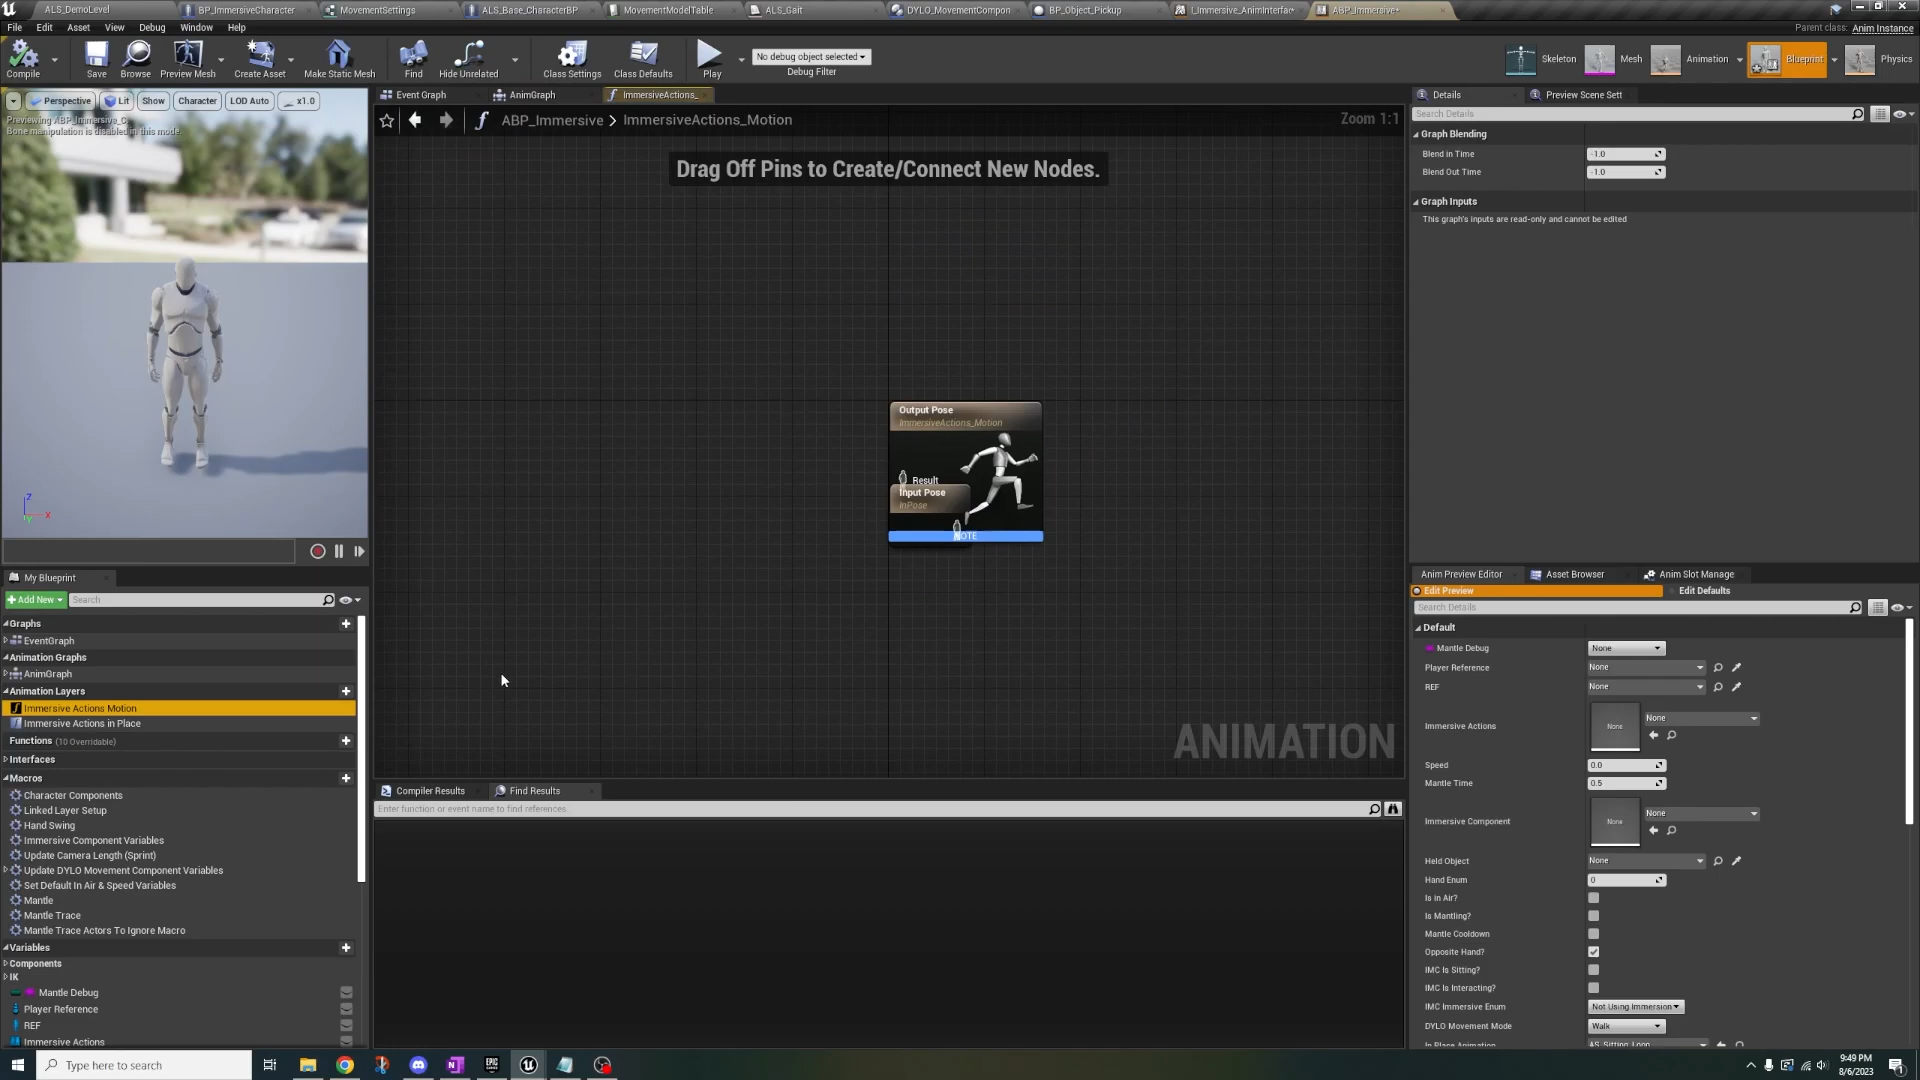 ALS_DemoLevel
BP_ImmersiveCharacter
MovementSettings
ALS_Base_CharacterBP
MovementModelTable
ALS_Gait
DYLO_MovementCompon
BP_Object_Pickup
I_Immersive_AnimInterfac*
ABP_Immersive*
File Edit Asset View Debug Window Help
Parent class: Anim Instance
Compile
Save
Browse
Preview Mesh
Create Asset
Make Static Mesh
Find
Hide Unrelated
Class Settings
Class Defaults
Play
No debug object selected
Debug Filter
Skeleton
Mesh
Animation
Blueprint
Physics
Perspective
Lit
Show
Character
LOD Auto
x1.0
Previewing ABP_Immersive_C.
Bone manipulation is disabled in this mode.
Z
X
Y
Event Graph
AnimGraph
ImmersiveActions_
ABP_Immersive > ImmersiveActions_Motion
Zoom 1:1
Drag Off Pins to Create/Connect New Nodes.
Output Pose
ImmersiveActions_Motion
Result
Input Pose
InPose
ANIMATION
Details
Preview Scene Sett
Search Details
Graph Blending
Blend in Time
-1.0
Blend Out Time
-1.0
Graph Inputs
This graph's inputs are read-only and cannot be edited
My Blueprint
Add New
Search
Graphs
EventGraph
Animation Graphs
AnimGraph
Animation Layers
Immersive Actions Motion
Immersive Actions in Place
Functions (10 Overridable)
Interfaces
Macros
Character Components
Linked Layer Setup
Hand Swing
Immersive Component Variables
Update Camera Length (Sprint)
Update DYLO Movement Component Variables
Set Default In Air & Speed Variables
Mantle
Mantle Trace
Mantle Trace Actors To Ignore Macro
Variables
Components
IK
Mantle Debug
Player Reference
REF
Immersive Actions
Compiler Results
Find Results
Enter function or event name to find references.
Anim Preview Editor
Asset Browser
Anim Slot Manage
Edit Preview
Edit Defaults
Search Details
Default
Mantle Debug
None
Player Reference
None
REF
None
Immersive Actions
None
None
Speed
0.0
Mantle Time
0.5
Immersive Component
None
None
Held Object
None
Hand Enum
0
Is in Air?
Is Mantling?
Mantle Cooldown
Opposite Hand?
IMC Is Sitting?
IMC Is Interacting?
IMC Immersive Enum
Not Using Immersion
DYLO Movement Mode
Walk
In Place Animation
AS_Sitting_Loop
Type here to search
9:49 PM
8/6/2023